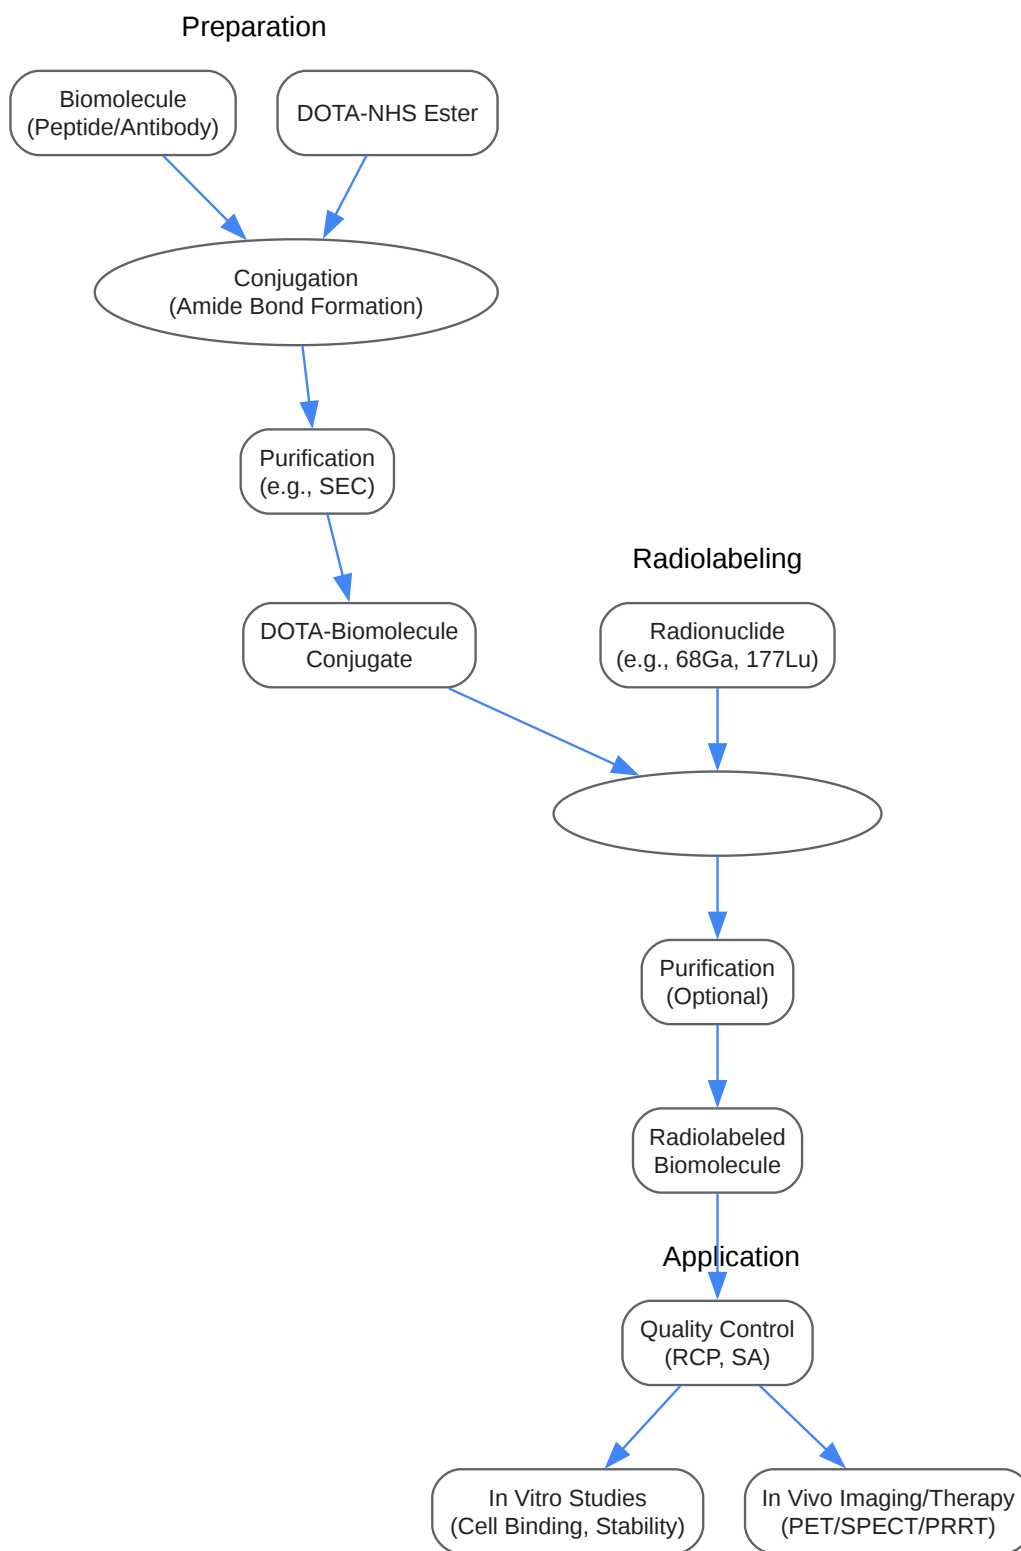 Preparation
Biomolecule
(Peptide/Antibody)
DOTA-NHS Ester
Conjugation
(Amide Bond Formation)
Purification
(e.g., SEC)
Radiolabeling
DOTA-Biomolecule
Conjugate
Radionuclide
(e.g., 68Ga, 177Lu)
Purification
(Optional)
Radiolabeled
Biomolecule
Application
Quality Control
(RCP, SA)
In Vitro Studies
(Cell Binding, Stability)
In Vivo Imaging/Therapy
(PET/SPECT/PRRT)